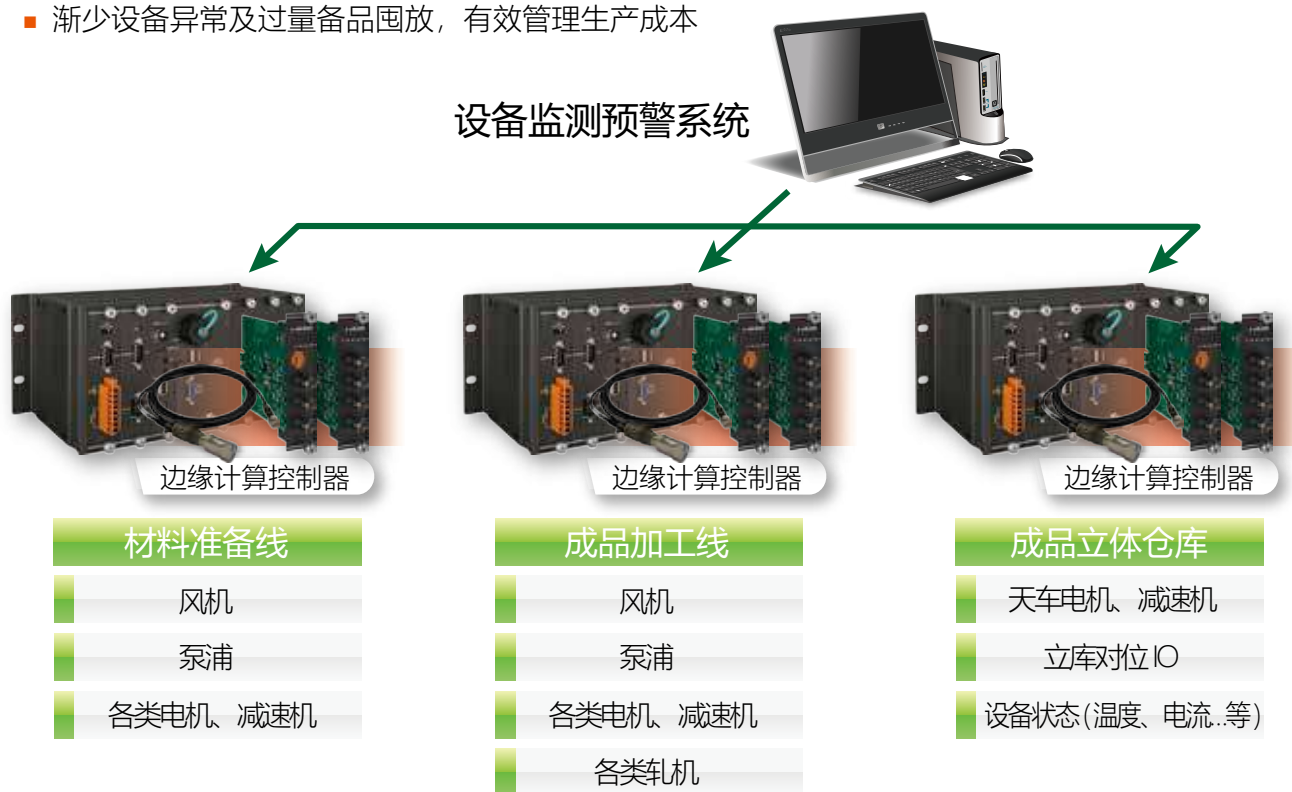 渐少设备异常及过量备品囤放，有效管理生产成本
设备监测预警系统
边缘计算控制器
边缘计算控制器
边缘计算控制器
材料准备线
风机
泵浦
各类电机、减速机
成品加工线
风机
泵浦
各类电机、减速机
各类轧机
成品立体仓库
天车电机、减速机
立库对位IO
设备状态(温度、电流...等)